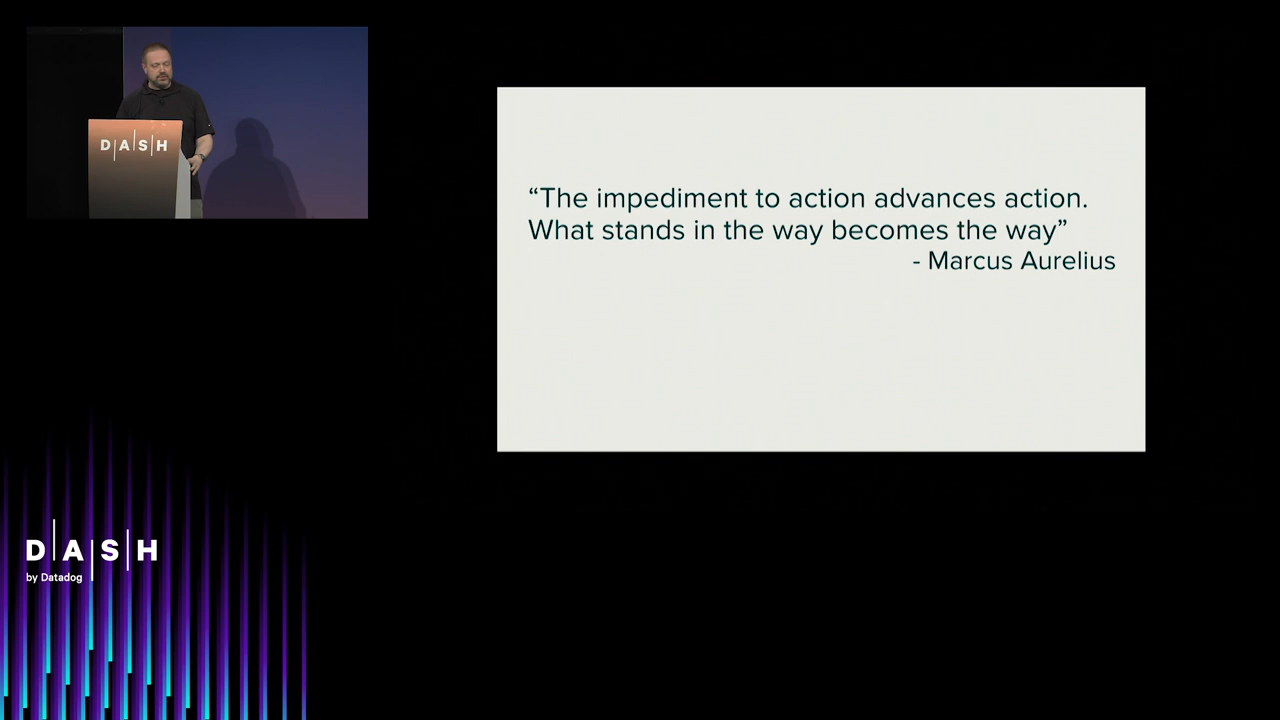 D|A|S|H
“The impediment to action advances action.
What stands in the way becomes the way”
- Marcus Aurelius
D|A|S|H
by Datadog